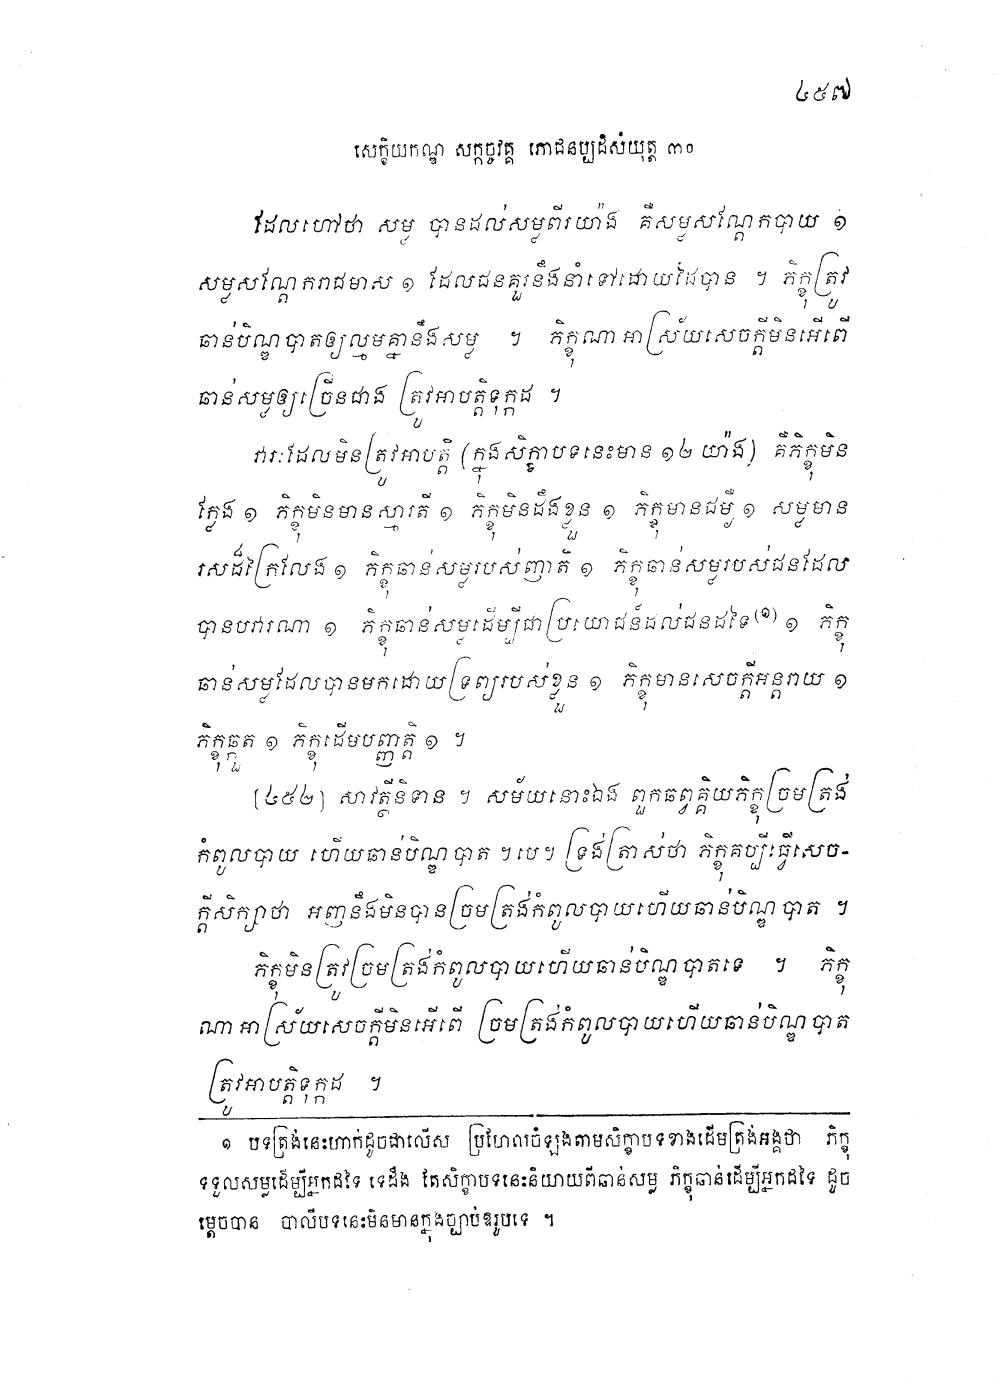 ៤៥៧
សេក្ខិយកណ្ឌ សក្កច្ចវគ្គ ភោជនប្បដិសំយុត្ត ៣០
ដែលហៅថា សម្ល បានដល់សម្លពីរយ៉ាង គឺសម្លសណ្តែកបាយ ១
សម្លសណ្តែករាជមាស ១ ដែលជនគួរនឹងនាំទៅដោយដៃបាន ។ ភិក្ខុត្រូវ
ឆាន់បិណ្ឌបាតឲ្យល្មមគ្នានឹងសម្ល ។ ភិក្ខុណាអាស្រ័យសេចក្តីមិនអើពើ
ឆាន់សម្លឲ្យច្រើនជាង ត្រូវអាបត្តិទុក្កដ ។
វារៈដែលមិនត្រូវអាបត្តិ (ក្នុងសិក្ខាបទនេះមាន ១២ យ៉ាង) គឺភិក្ខុមិន
ក្លែង ១ ភិក្ខុមិនមានស្មារតី ១ ភិក្ខុមិនដឹងខ្លួន ១ ភិក្ខុមានជម្ងឺ ១ សម្លមាន
រសដ៏ក្រៃលែង ១ ភិក្ខុឆាន់សម្លរបស់ញាតិ ១ ភិក្ខុឆាន់សម្លរបស់ជនដែល
បានបវារណា ១ ភិក្ខុឆាន់សម្លដើម្បីជាប្រយោជន៍ដល់ជនដទៃ(១) ១ ភិក្ខុ
ឆាន់សម្លដែលបានមកដោយទ្រព្យរបស់ខ្លួន ១ ភិក្ខុមានសេចក្តីអន្តរាយ ១
ភិក្ខុឆ្កួត ១ ភិក្ខុដើមបញ្ញត្តិ ១ ។
[៤៥២] សាវត្ថីនិទាន ។ សម័យនោះឯង ពួកឆព្វគ្គិយភិក្ខុច្រមត្រង់
កំពូលបាយ ហើយឆាន់បិណ្ឌបាត ។បេ។ ទ្រង់ត្រាស់ថា ភិក្ខុគប្បីធ្វើសេច-
ក្តីសិក្សាថា អញនឹងមិនបានច្រមត្រង់កំពូលបាយហើយឆាន់បិណ្ឌបាត ។
ភិក្ខុមិនត្រូវច្រមត្រង់កំពូលបាយហើយឆាន់បិណ្ឌបាតទេ ។ ភិក្ខុ
ណាអាស្រ័យសេចក្តីមិនអើពើ ច្រមត្រង់កំពូលបាយហើយឆាន់បិណ្ឌបាត
ត្រូវអាបត្តិទុក្កដ ។
១ បទត្រង់នេះហាក់ដូចជាលើស ប្រហែលចំឡងតាមសិក្ខាបទខាងដើមត្រង់អង្គថា ភិក្ខុ
ទទួលសម្លដើម្បីអ្នកដទៃ ទេដឹង តែសិក្ខាបទនេះនិយាយពីឆាន់សម្ល ភិក្ខុឆាន់ដើម្បីអ្នកដទៃ ដូច
ម្តេចបាន បាលីបទនេះមិនមានក្នុងច្បាប់ឪរូបទេ ។